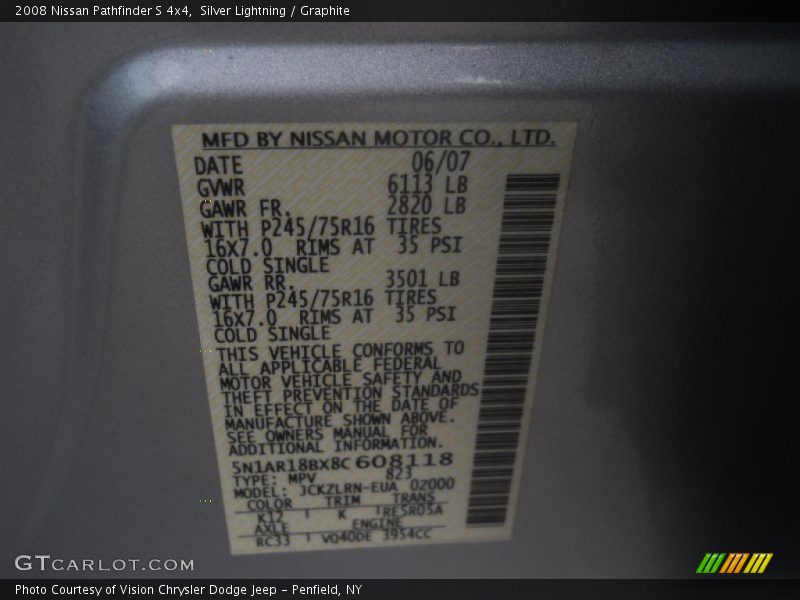 2008 Nissan Pathfinder S 4x4,  Silver Lightning / Graphite
MFD BY NISSAN MOTOR CO., LTD.
DATE 06/07
GVWR 6113 LB
GAWR FR. 2820 LB
WITH P245/75R16 TIRES
16x7.0 RIMS AT 35 PSI
COLD SINGLE
GAWR RR. 3501 LB
WITH P245/75R16 TIRES
16x7.0 RIMS AT 35 PSI
COLD SINGLE
THIS VEHICLE CONFORMS TO
ALL APPLICABLE FEDERAL
MOTOR VEHICLE SAFETY AND
THEFT PREVENTION STANDARDS
IN EFFECT ON THE DATE OF
MANUFACTURE SHOWN ABOVE.
SEE OWNERS MANUAL FOR
ADDITIONAL INFORMATION.
5N1AR18BX8C608118
TYPE: MPV 823
MODEL: JCKZLRN-EUA 02000
COLOR TRIM TRANS
K12 K RE5R05A
AXLE ENGINE
RC33 VQ40DE 3954CC
GTCARLOT.COM
Photo Courtesy of Vision Chrysler Dodge Jeep – Penfield, NY